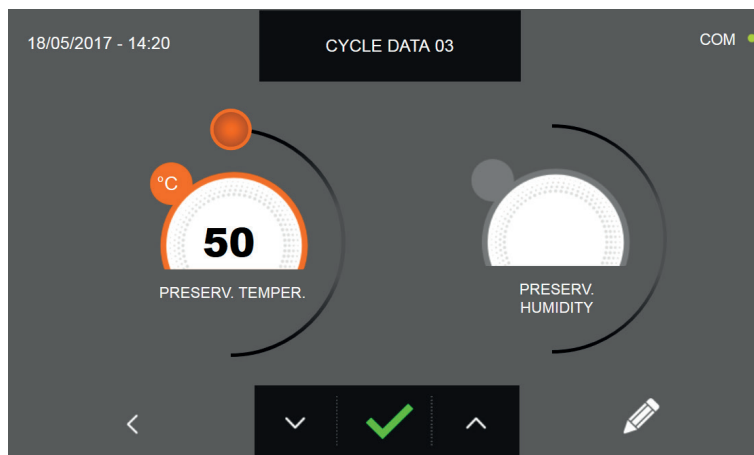 18/05/2017 - 14:20
CYCLE DATA 03
COM
°C
50
PRESERV. TEMPER.
PRESERV.
HUMIDITY